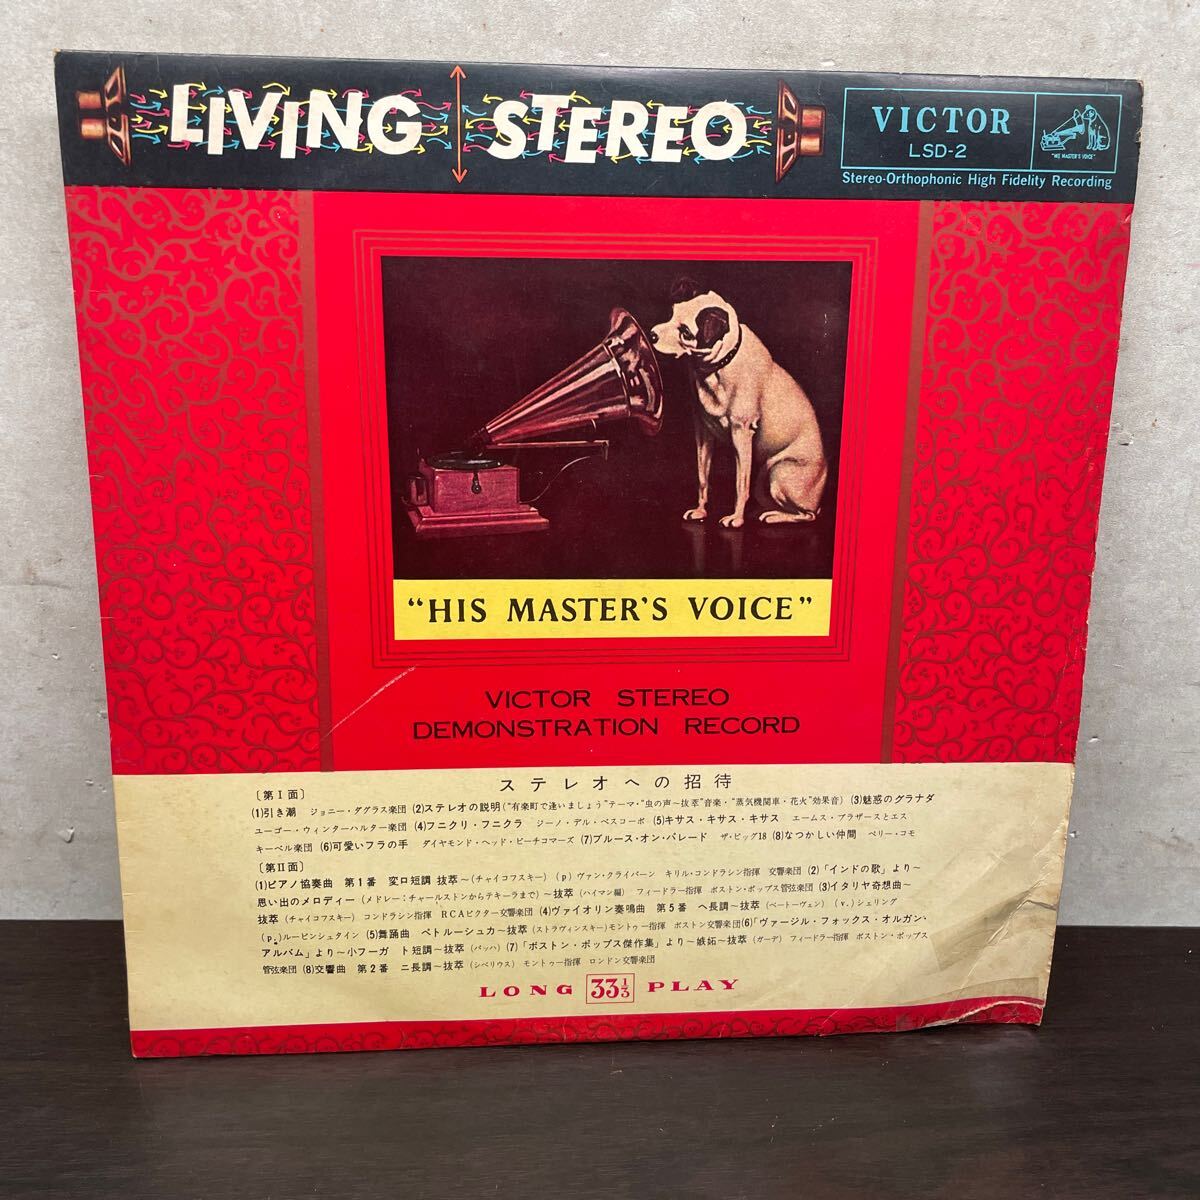 LIVING STEREO
VICTOR
LSD-2
"HIS MASTER'S VOICE"
Stereo-Orthophonic High Fidelity Recording
"HIS MASTER'S VOICE"
VICTOR STEREO
DEMONSTRATION RECORD
ステレオへの招待
〔第Ⅰ面〕
(1)引き潮 ジョニー・ダグラス楽団 (2)ステレオの説明("有楽町で逢いましょう"テーマ・"虫の声〜抜萃"音楽・"蒸気機関車・花火"効果音) (3)魅惑のグラナダ
ユーゴー・ウィンターハルター楽団 (4)フニクリ・フニクラ ジーノ・デル・ベスコーボ (5)キサス・キサス・キサス エームス・ブラザースとエス
キーベル楽団 (6)可愛いフラの手 ダイヤモンド・ヘッド・ビーチコマーズ (7)ブルース・オン・パレード ザ・ビッグ18 (8)なつかしい仲間 ペリー・コモ
〔第Ⅱ面〕
(1)ピアノ協奏曲 第1番 変ロ短調 抜萃〜(チャイコフスキー) (p) ヴァン・クライバーン キリル・コンドラシン指揮 交響楽団 (2)「インドの歌」より〜
思い出のメロディー (メドレー：チャールストンからテキーラまで) 〜抜萃 (ハイマン編) フィードラー指揮 ボストン・ポップス管弦楽団 (3)イタリヤ奇想曲〜
抜萃 (チャイコフスキー) コンドラシン指揮 RCAビクター交響楽団 (4)ヴァイオリン奏鳴曲 第5番 ヘ長調〜抜萃 (ベートーヴェン) (v.) シェリング
(p.) ルービンシュタイン (5)舞踊曲 ペトルーシュカ〜抜萃 (ストラヴィンスキー) モントゥー指揮 ボストン交響楽団 (6)「ヴァージル・フォックス・オルガン・
アルバム」より〜小フーガ ト短調〜抜萃 (バッハ) (7)「ボストン・ポップス傑作集」より〜嫉妬〜抜萃 (ガーデ) フィードラー指揮 ボストン・ポップス
管弦楽団 (8)交響曲 第2番 ニ長調〜抜萃 (シベリウス) モントゥー指揮 ロンドン交響楽団
LONG 33 1/3 PLAY